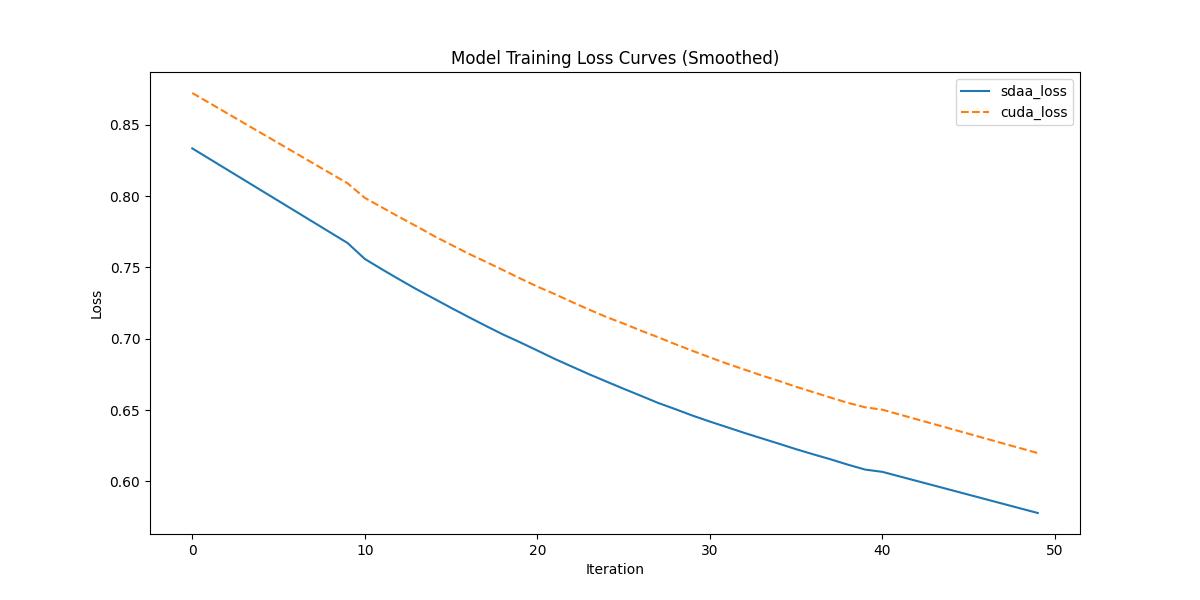 Model Training Loss Curves (Smoothed)
sdaa_loss
cuda_loss
Loss
0.85
0.80
0.75
0.70
0.65
0.60
0 10 20 30 40 50
Iteration